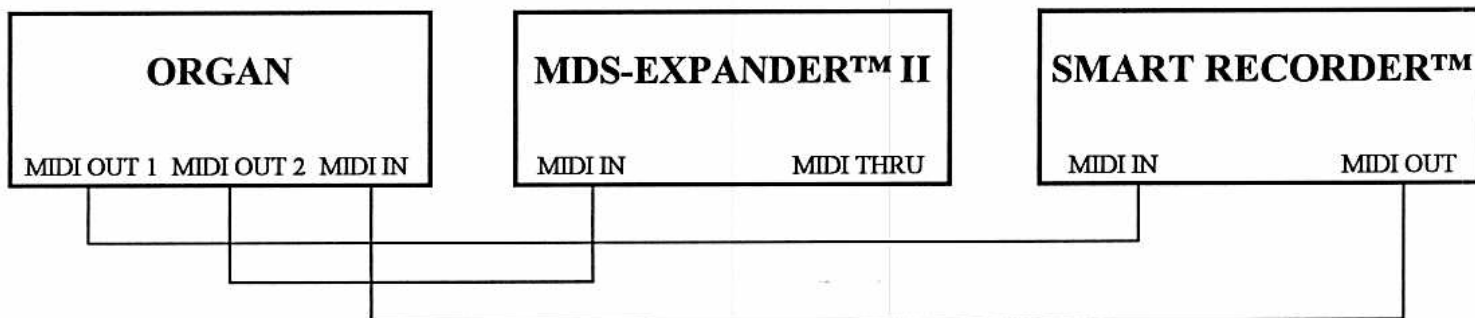 ORGAN
MIDI OUT 1 MIDI OUT 2 MIDI IN
MDS-EXPANDER™ II
MIDI IN MIDI THRU
SMART RECORDER™
MIDI IN MIDI OUT